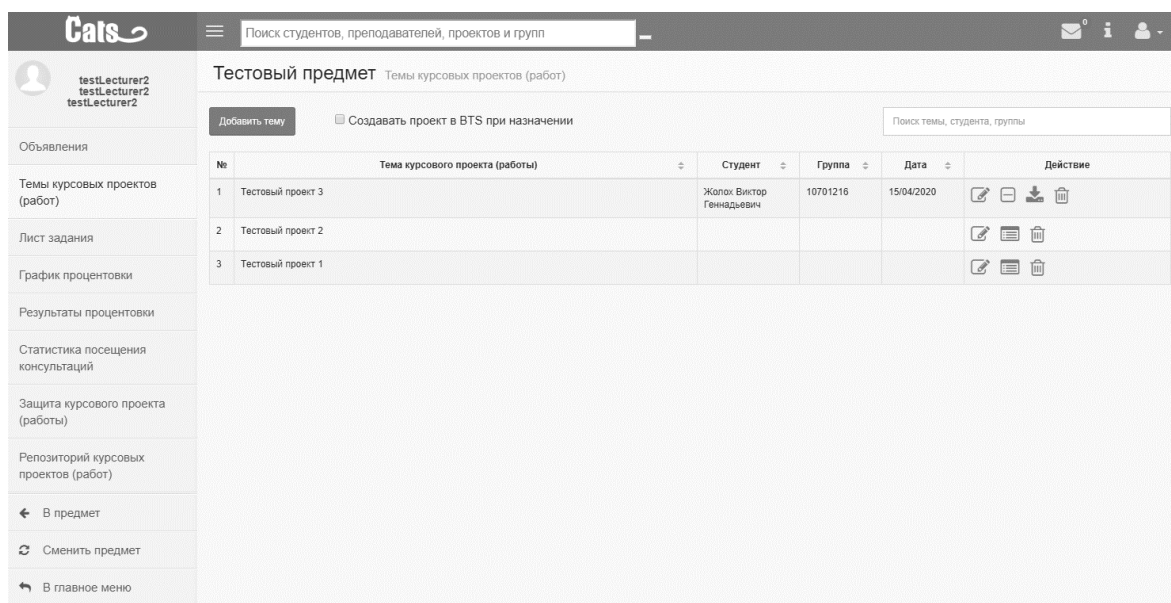 Cats
Поиск студентов, преподавателей, проектов и групп
0
testLecturer2
testLecturer2
testLecturer2
Объявления
Темы курсовых проектов
(работ)
Лист задания
График процентовки
Результаты процентовки
Статистика посещения
консультаций
Защита курсового проекта
(работы)
Репозиторий курсовых
проектов (работ)
В предмет
Сменить предмет
В главное меню
Тестовый предмет Темы курсовых проектов (работ)
Добавить тему
Создавать проект в BTS при назначении
Поиск темы, студента, группы
№ Тема курсового проекта (работы) Студент Группа Дата Действие
1 Тестовый проект 3 Жолох Виктор 10701216 15/04/2020
Геннадьевич
2 Тестовый проект 2
3 Тестовый проект 1